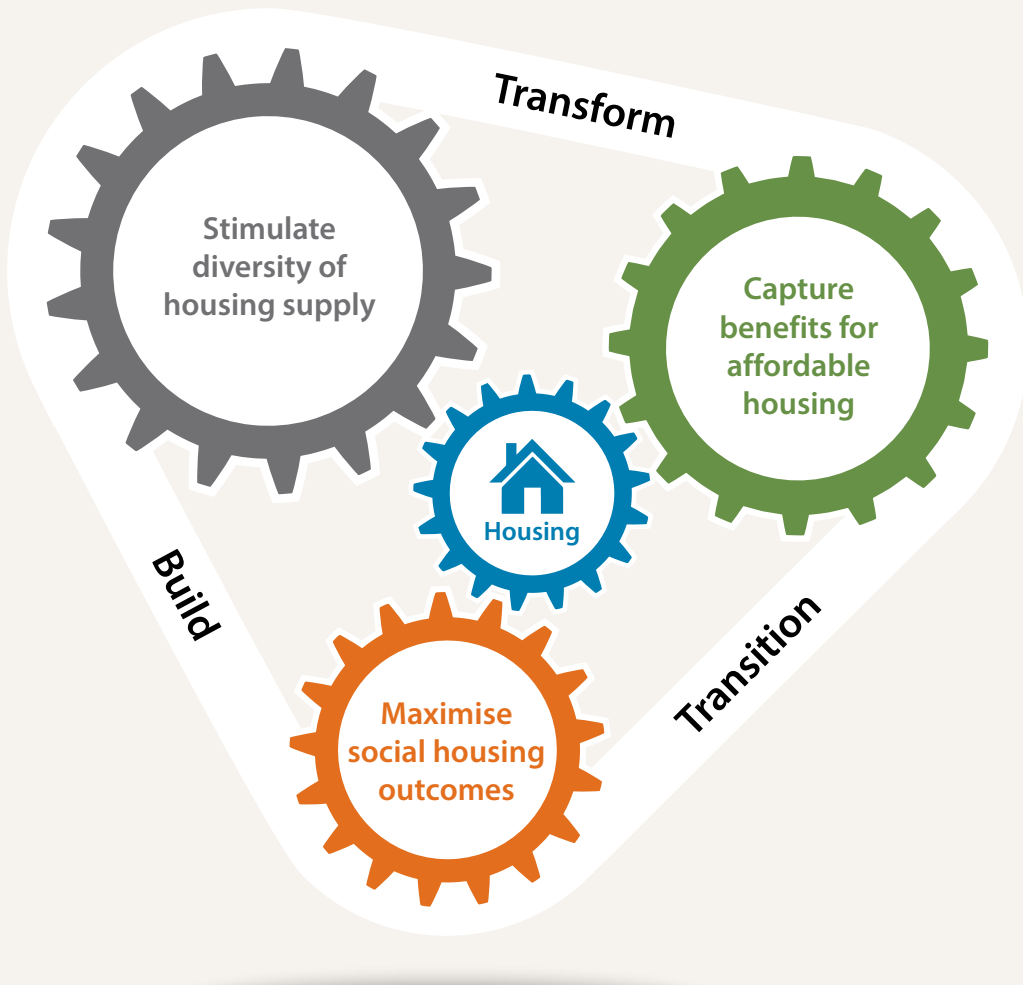 Transform
Stimulate
diversity of
housing supply
Capture
benefits for
affordable
housing
Housing
Build
Transition
Maximise
social housing
outcomes